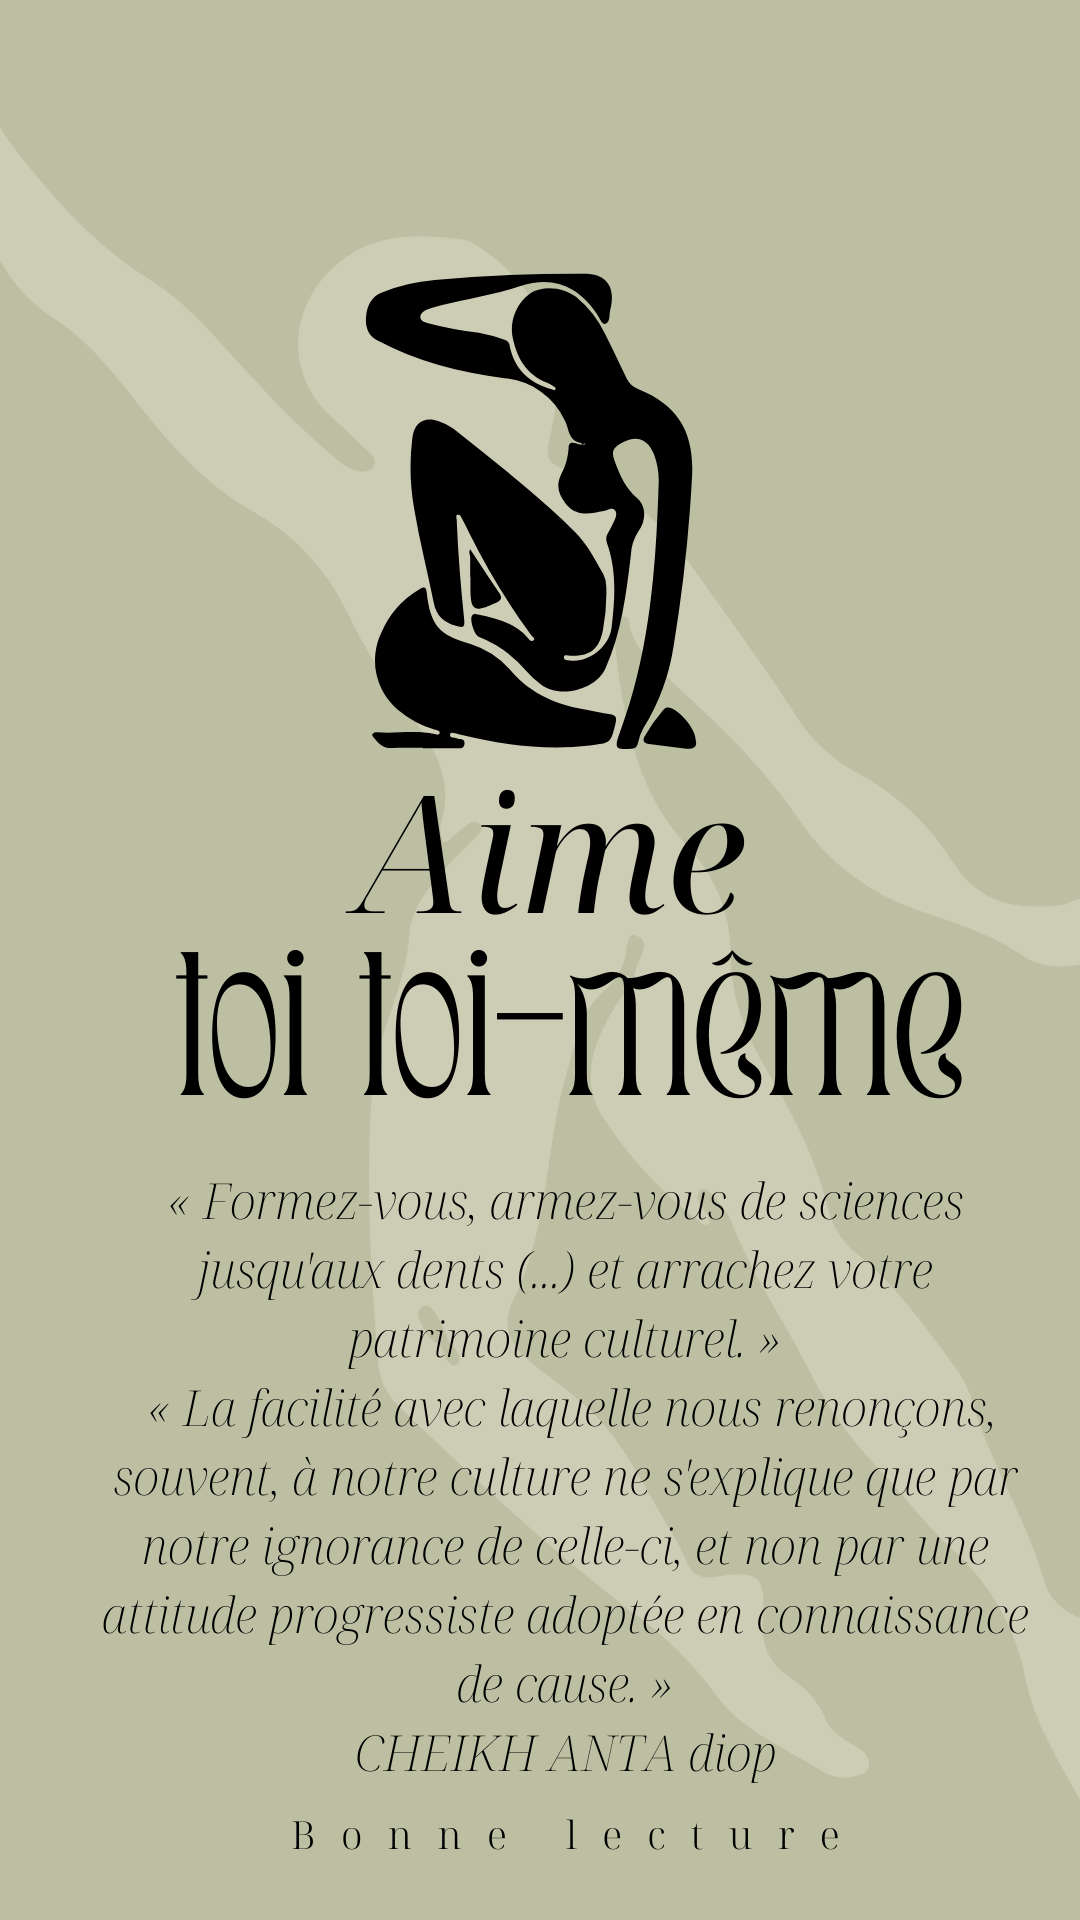 Aime
toi toi-même
« Formez-vous, armez-vous de sciences
jusqu'aux dents (...) et arrachez votre
patrimoine culturel. »
« La facilité avec laquelle nous renonçons,
souvent, à notre culture ne s'explique que par
notre ignorance de celle-ci, et non par une
attitude progressiste adoptée en connaissance
de cause. »
CHEIKH ANTA diop
Bonne lecture